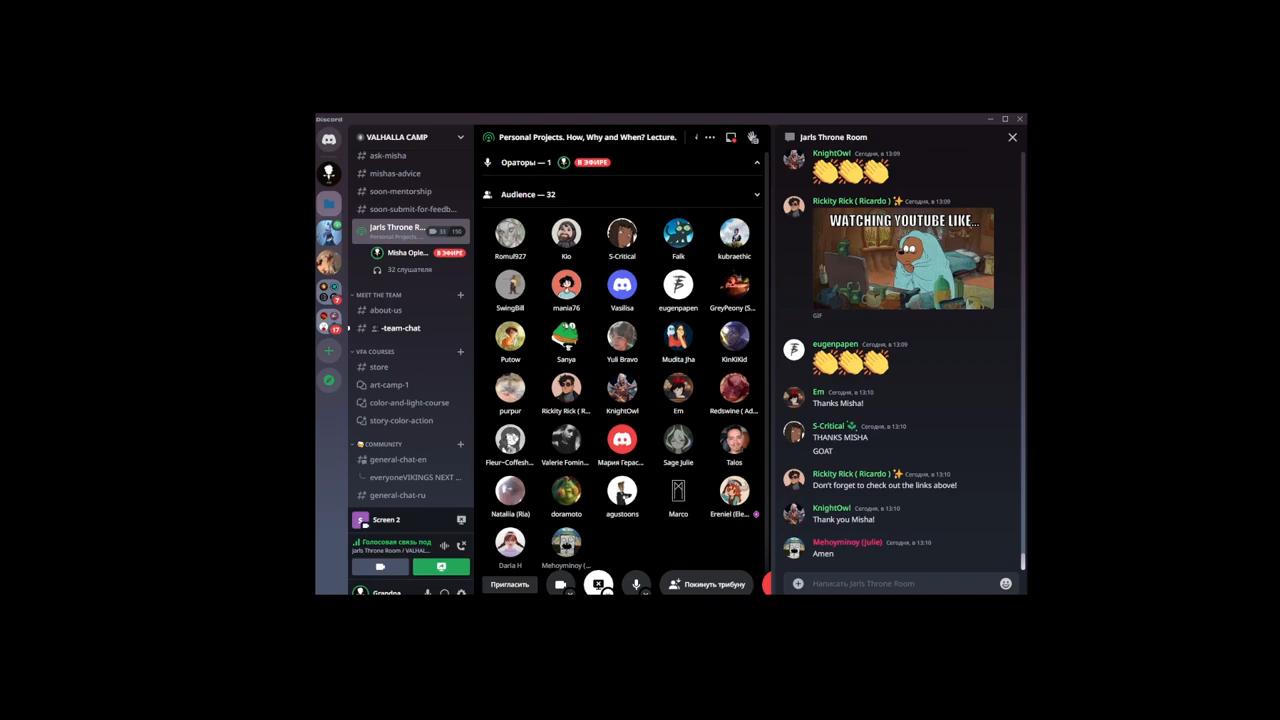 Discord
VALHALLA CAMP
ask-misha
mishas-advice
soon-mentorship
soon-submit-for-feedb...
Jarls Throne R...
33 150
Personal Projects. ...
Misha Ople... В ЭФИРЕ
32 слушателя
MEET THE TEAM
about-us
-team-chat
VFA COURSES
store
art-camp-1
color-and-light-course
story-color-action
COMMUNITY
general-chat-en
everyoneVIKINGS NEXT ...
general-chat-ru
7
17
S
Screen 2
Голосовая связь под
Jarls Throne Room / VALHAL...
Grandpa
Personal Projects. How, Why and When? Lecture.
Ораторы — 1 В ЭФИРЕ
Audience — 32
Romul927
Kio
S-Critical
Falk
kubraethic
SwingBill
mania76
Vasilisa
eugenpapen
GreyPeony (S...
Putow
Sanya
Yuli Bravo
Mudita Jha
KinKiKid
purpur
Rickity Rick ( R...
KnightOwl
Em
Redswine ( Ad...
Fleur~Coffesh...
Valerie Fomin...
Мария Герас...
Sage Julie
Talos
Nataliia (Ria)
doramoto
agustoons
Marco
Ereniel (Ele...
Daria H
Mehoyminoy (...
Пригласить
Покинуть трибуну
Jarls Throne Room
KnightOwl Сегодня, в 13:09
Rickity Rick ( Ricardo ) Сегодня, в 13:09
WATCHING YOUTUBE LIKE...
GIF
eugenpapen Сегодня, в 13:09
Em Сегодня, в 13:10
Thanks Misha!
S-Critical Сегодня, в 13:10
THANKS MISHA
GOAT
Rickity Rick ( Ricardo ) Сегодня, в 13:10
Don't forget to check out the links above!
KnightOwl Сегодня, в 13:10
Thank you Misha!
Mehoyminoy (Julie) Сегодня, в 13:10
Amen
Написать Jarls Throne Room